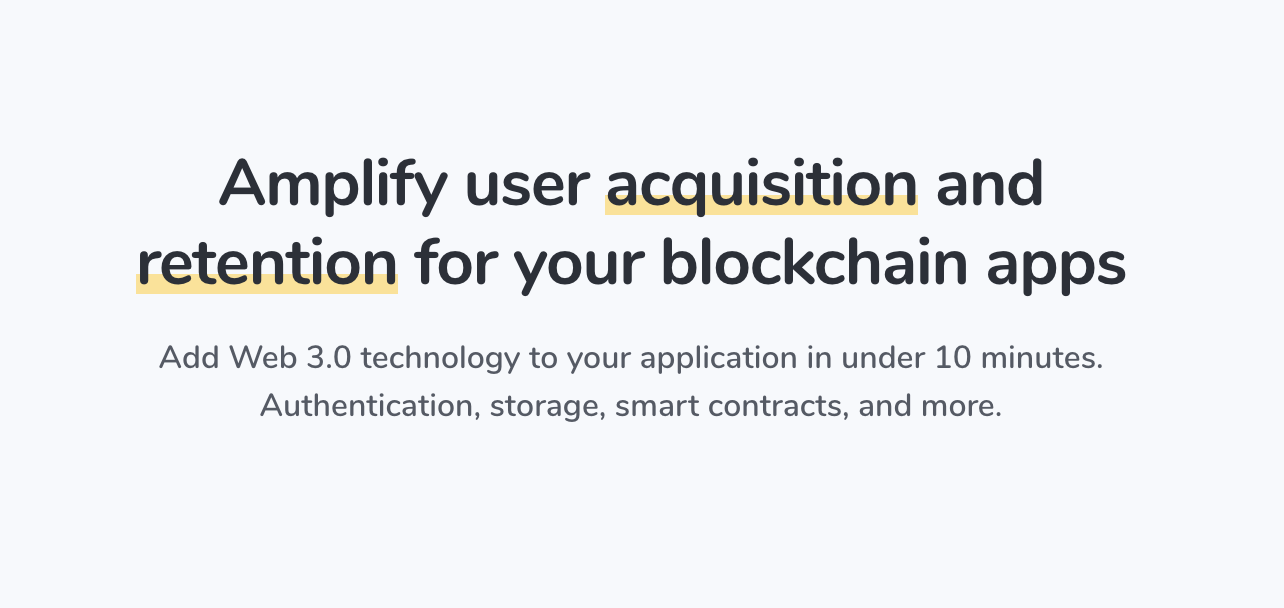 Amplify user acquisition and
retention for your blockchain apps
Add Web 3.0 technology to your application in under 10 minutes.
Authentication, storage, smart contracts, and more.